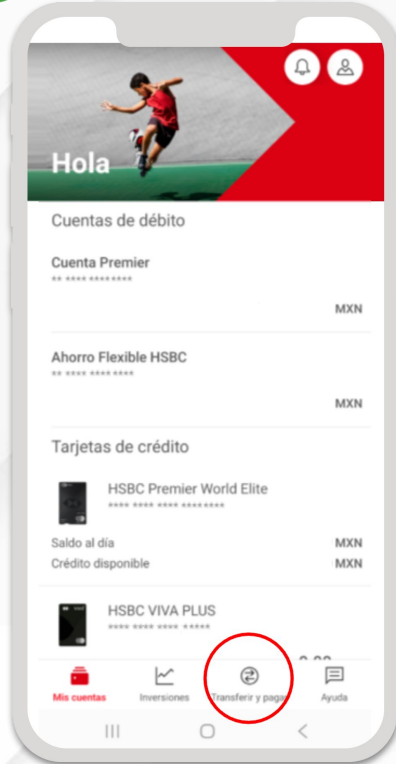 Hola
Cuentas de débito
Cuenta Premier
** **** ********
MXN
Ahorro Flexible HSBC
** **** **** ****
MXN
Tarjetas de crédito
HSBC Premier World Elite
**** **** **** ********
Saldo al día MXN
Crédito disponible MXN
HSBC VIVA PLUS
**** **** **** *****
Mis cuentas Inversiones Transferir y pagar Ayuda